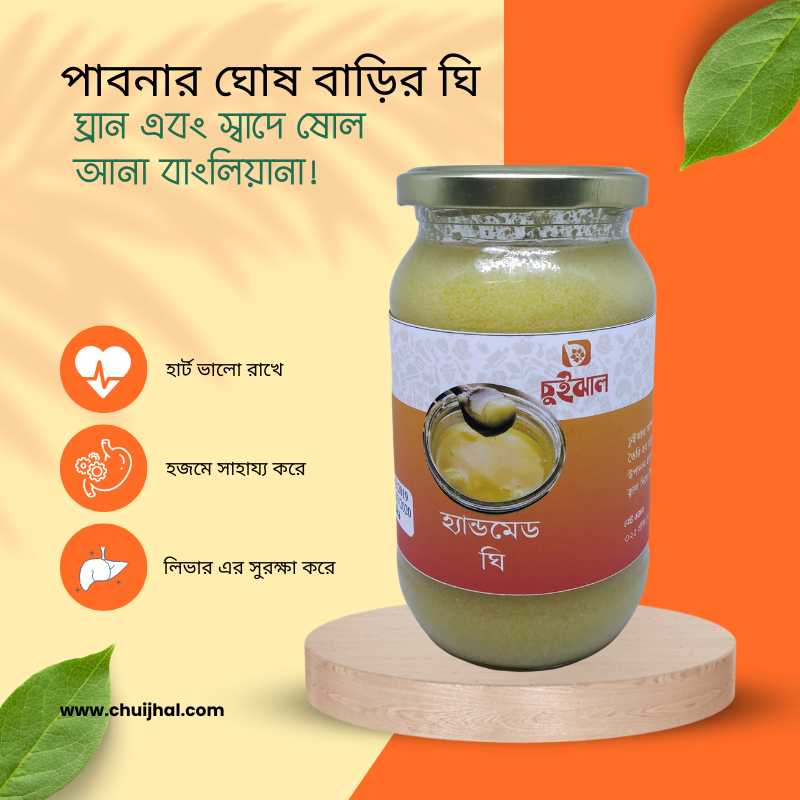 পাবনার ঘোষ বাড়ির ঘি
ঘ্রান এবং স্বাদে ষোল
আনা বাংলিয়ানা!
হার্ট ভালো রাখে
হজমে সাহায্য করে
লিভার এর সুরক্ষা করে
www.chuijhal.com
চুইঝাল
হ্যান্ডমেড
ঘি